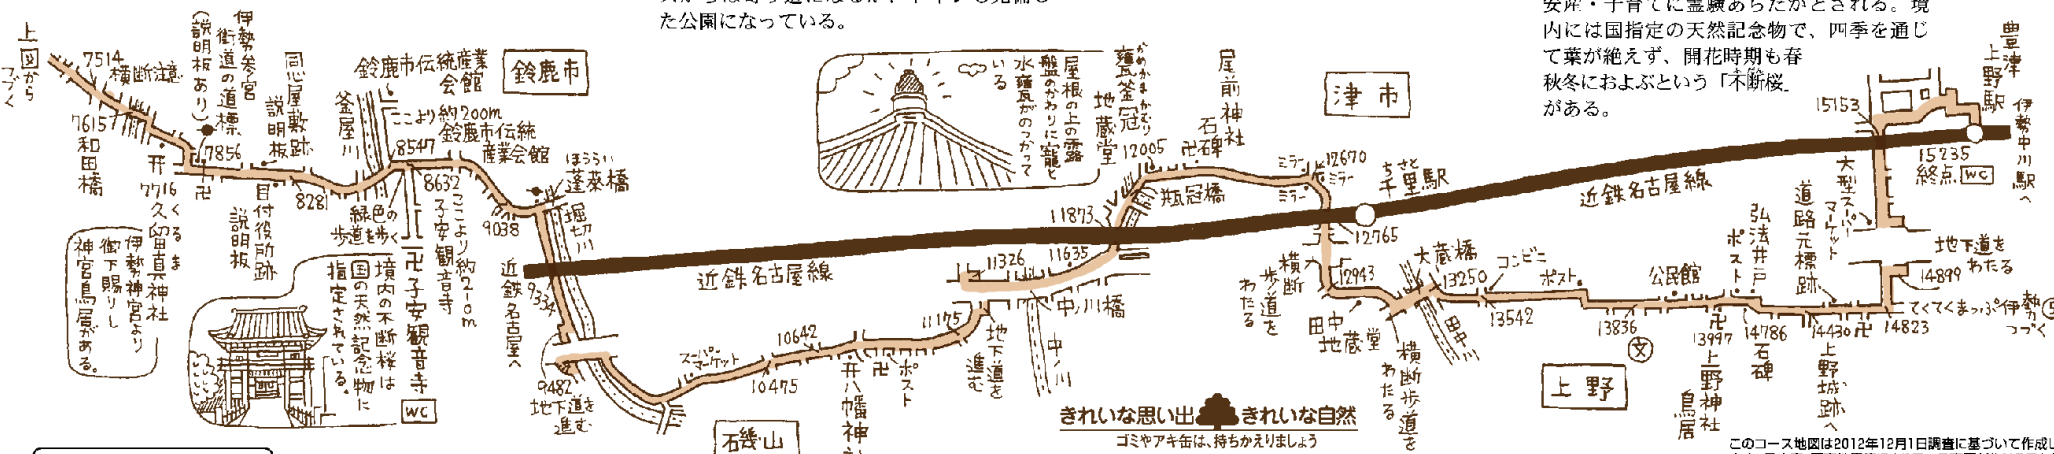 た公園になっている。
安産・子育てに霊験あらたかとされる。境
内には国指定の天然記念物で、四季を通じ
て葉が絶えず、開花時期も春
秋冬におよぶという「不断桜」
がある。
上図から
つづく
7514
横断注意
7615
和田橋
伊勢参宮
街道の道標
(説明板あり)
7856
7716
久留真神社
くるま
伊勢神宮より
御下賜りし
神宮鳥居がある。
同心屋敷跡
説明板
目付役所跡
説明板
8281
釜屋川
鈴鹿市伝統産業
会館
ここより約200m
鈴鹿市
鈴鹿市伝統
産業会館
8547
8632
緑色の
歩道を歩く
ここより約210m
子安観音寺
卍子安観音寺
境内の不断桜は
国の天然記念物に
指定されている。
WC
9038
ほうらい
蓬莱橋
堀切川
近鉄名古屋へ
9334
9482
地下道を
進む
近鉄名古屋線
スーパー
マーケット
10475
10642
八幡神社
卍
ポスト
11175
地下道を
進む
磯山
11326
11635
中ノ川
中ノ川橋
11873
瓶冠橋
屋根の上の露
盤のかわりに竈と
水甕がのっかって
いる
かめかまかむり
甕釜冠
地蔵堂
12005
卍
石碑
尾前神社
津市
ミラー
12670
ミラー
ミラー
ちさと
千里駅
12765
近鉄名古屋線
横断
歩道を
わたる
12943
田中
地蔵堂
大蔵橋
13250
田中川
横断歩道を
わたる
コンビニ
13542
ポスト
13836
文
公民館
13997
卍
上野神社
鳥居
上野
弘法井戸
ポスト
14786
石碑
道路元標跡
14430
上野城跡へ
卍
14823
大型スーパー
マーケット
地下道を
わたる
14899
てくてくまっぷ伊勢
つづく
15153
15235
終点
WC
豊津
上野駅
伊勢中川駅へ
きれいな思い出 きれいな自然
ゴミやアキ缶は、持ちかえりましょう
このコース地図は2012年12月1日調査に基づいて作成し